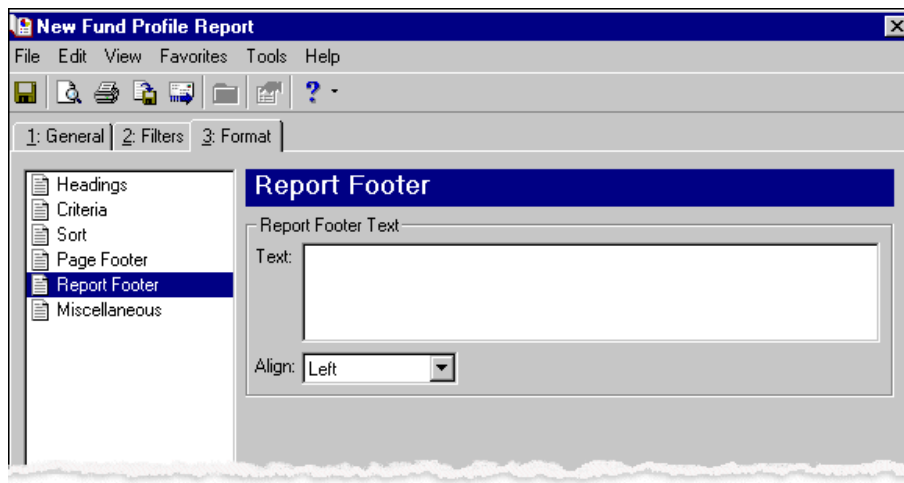 New Fund Profile Report
File Edit View Favorites Tools Help
1: General 2: Filters 3: Format
Headings
Criteria
Sort
Page Footer
Report Footer
Miscellaneous
Report Footer
Report Footer Text
Text:
Align: Left